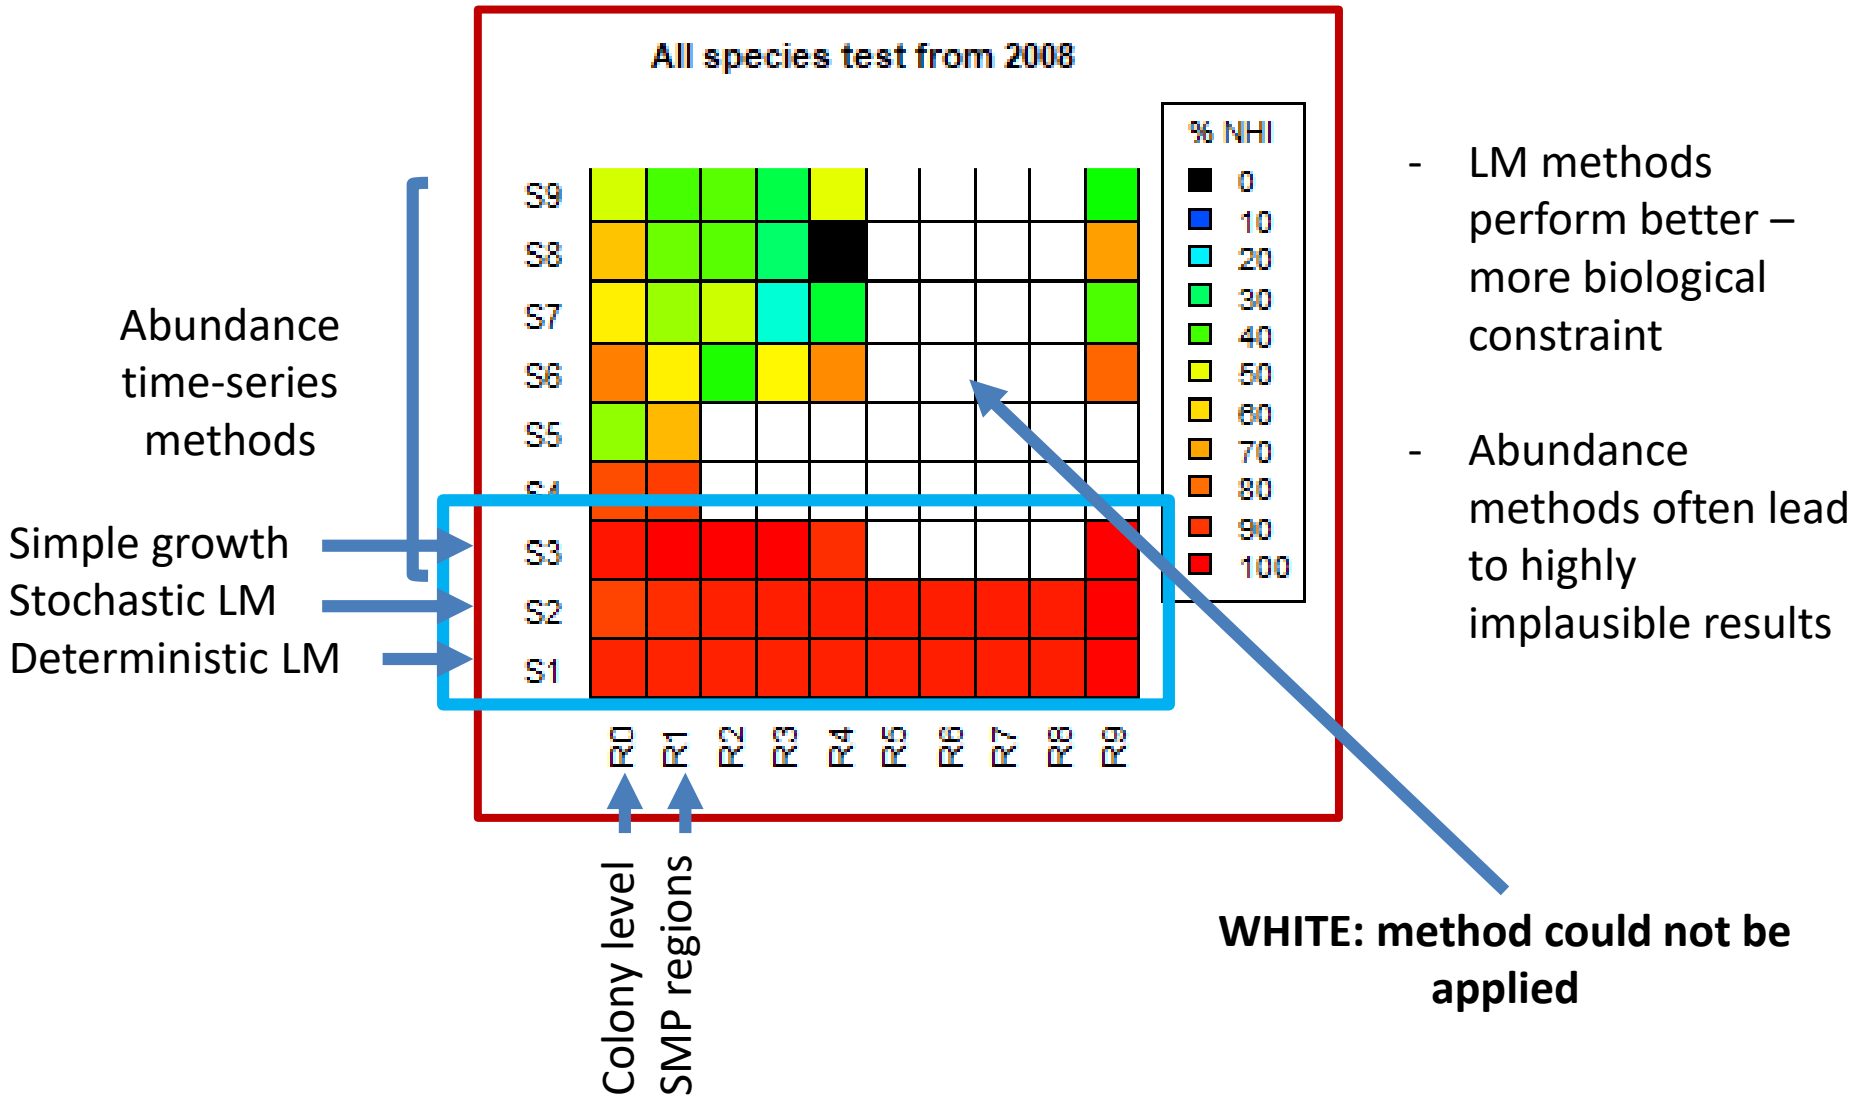 All species test from 2008
% NHI
0
10
20
30
40
50
60
70
80
90
100
S9
S8
S7
S6
S5
S4
S3
S2
S1
R0
R1
R2
R3
R4
R5
R6
R7
R8
R9
Abundance
time-series
methods
Simple growth
Stochastic LM
Deterministic LM
Colony level
SMP regions
- LM methods
perform better –
more biological
constraint
- Abundance
methods often lead
to highly
implausible results
WHITE: method could not be
applied